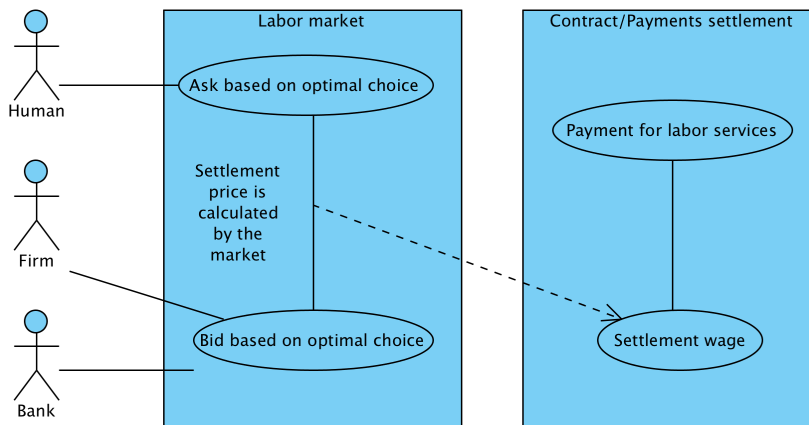 Labor market
Contract/Payments settlement
Ask based on optimal choice
Human
Payment for labor services
Settlement
price is
calculated
by the
market
Firm
Bid based on optimal choice
Settlement wage
Bank